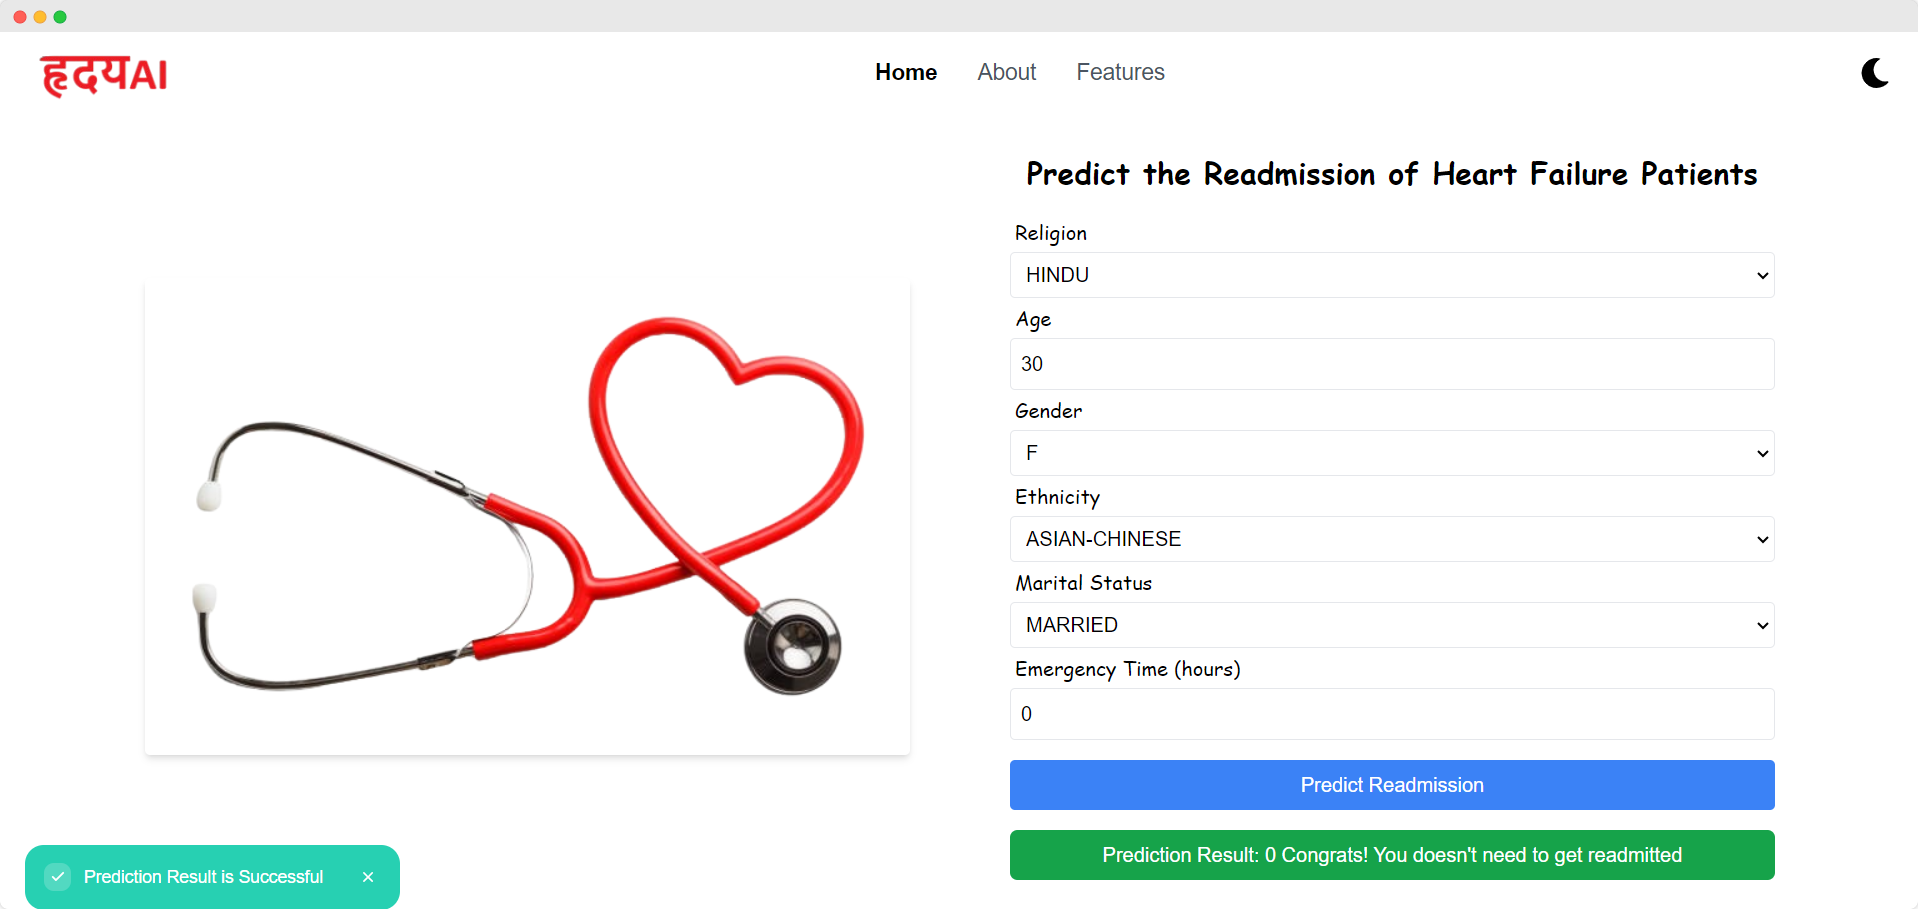 हृदयAI
Home
About
Features
Predict the Readmission of Heart Failure Patients
Religion
HINDU
Age
30
Gender
F
Ethnicity
ASIAN-CHINESE
Marital Status
MARRIED
Emergency Time (hours)
0
Predict Readmission
Prediction Result: 0 Congrats! You doesn't need to get readmitted
Prediction Result is Successful